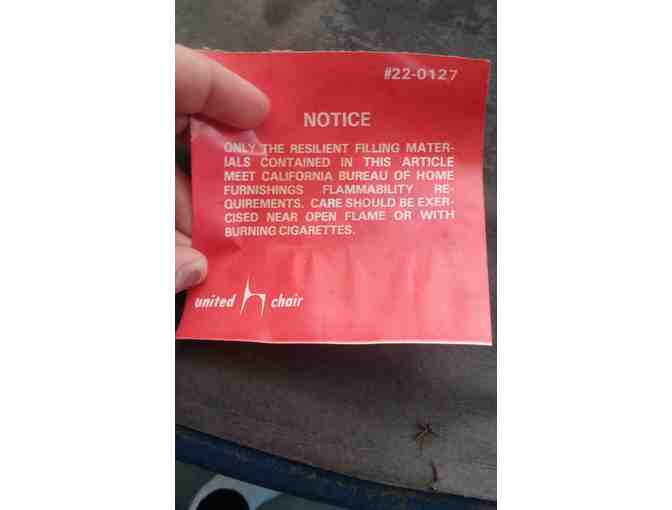 #22-0127
NOTICE
ONLY THE RESILIENT FILLING MATER-
IALS CONTAINED IN THIS ARTICLE
MEET CALIFORNIA BUREAU OF HOME
FURNISHINGS FLAMMABILITY RE-
QUIREMENTS. CARE SHOULD BE EXER-
CISED NEAR OPEN FLAME OR WITH
BURNING CIGARETTES.
united chair